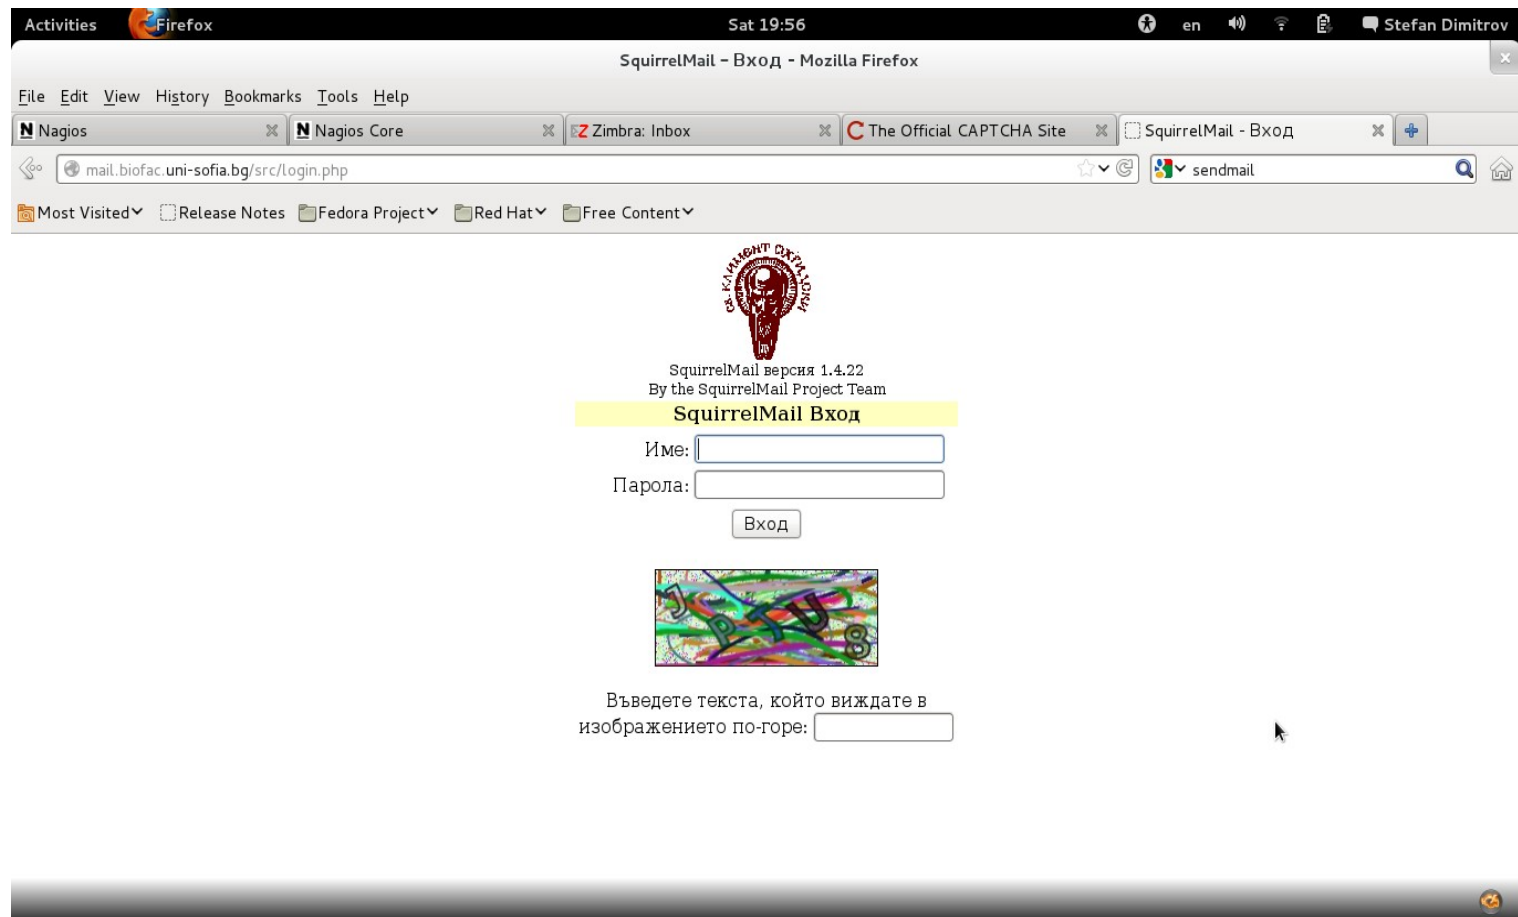 Activities Firefox Sat 19:56 en Stefan Dimitrov
SquirrelMail – Вход - Mozilla Firefox
File Edit View History Bookmarks Tools Help
Nagios Nagios Core Zimbra: Inbox The Official CAPTCHA Site SquirrelMail - Вход
mail.biofac.uni-sofia.bg/src/login.php sendmail
Most Visited Release Notes Fedora Project Red Hat Free Content
SquirrelMail версия 1.4.22
By the SquirrelMail Project Team
SquirrelMail Вход
Име:
Парола:
Вход
Въведете текста, който виждате в
изображението по-горе: